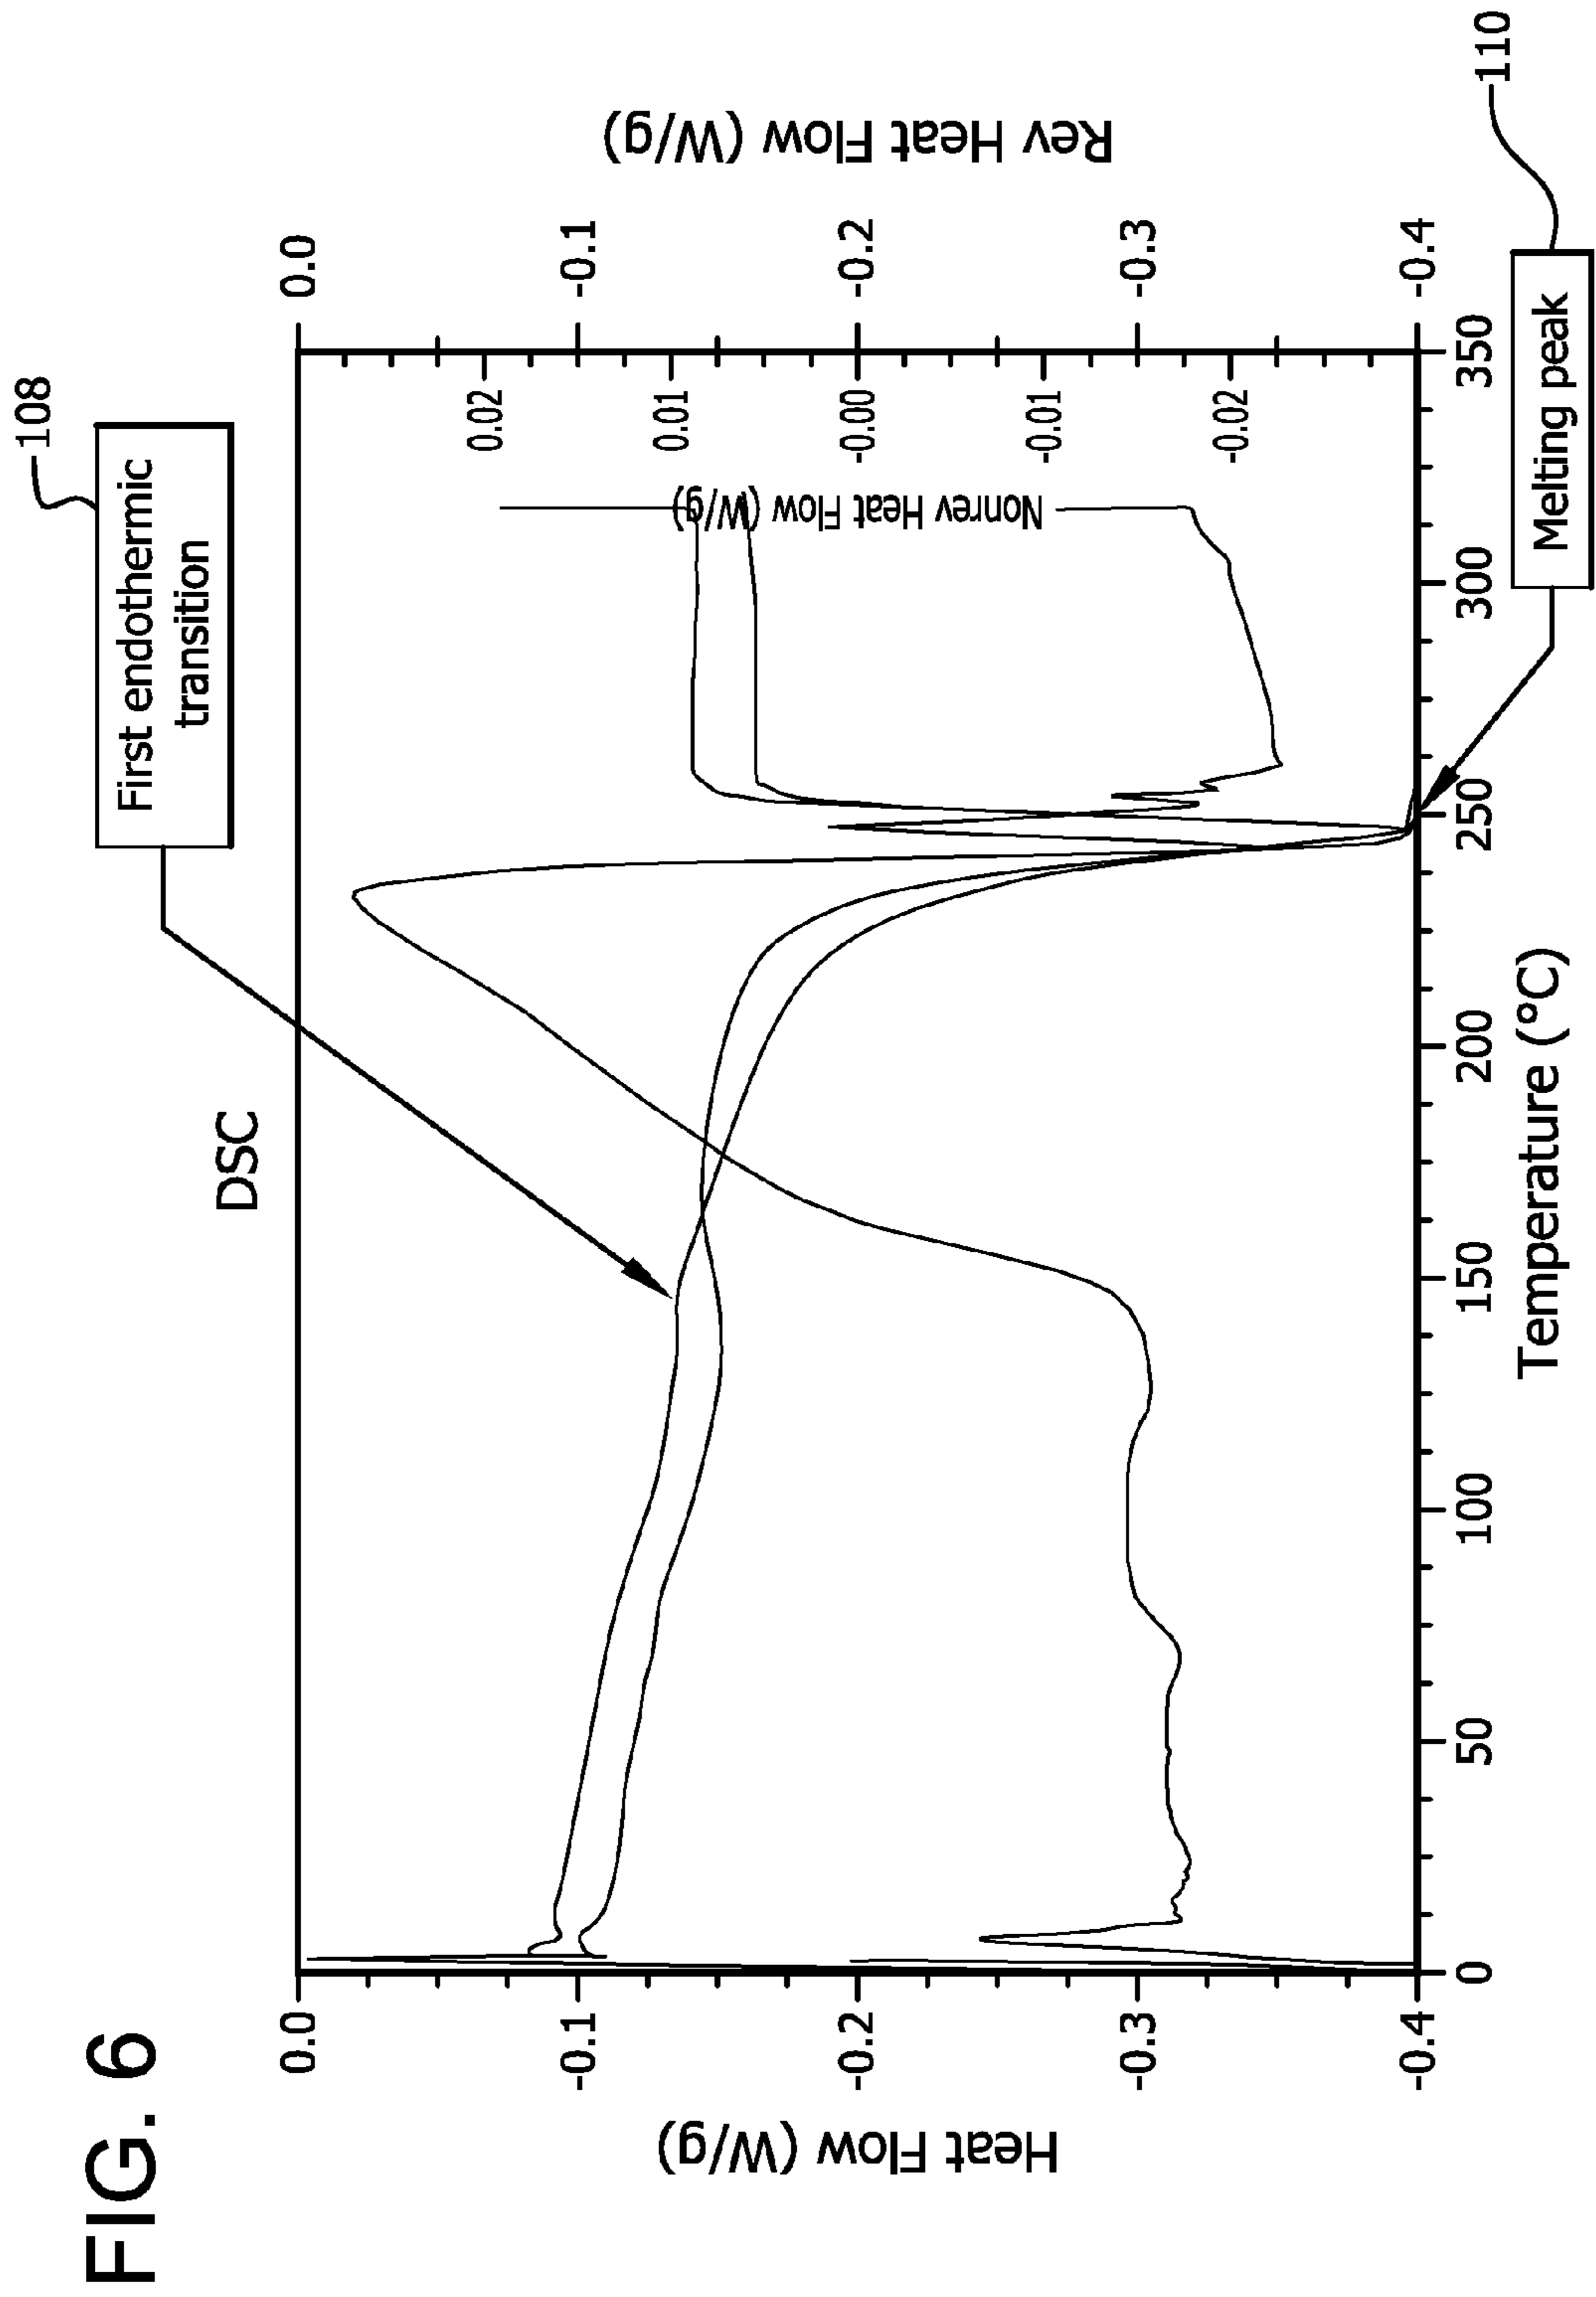 FIG. 6
DSC
First endothermic
transition
108
Heat Flow (W/g)
0.0
-0.1
-0.2
-0.3
-0.4
0
50
100
150
200
250
300
350
Temperature (°C)
Nonrev Heat Flow (W/g)
0.02
0.01
-0.00
-0.01
-0.02
0.0
-0.1
-0.2
-0.3
-0.4
Rev Heat Flow (W/g)
Melting peak
110